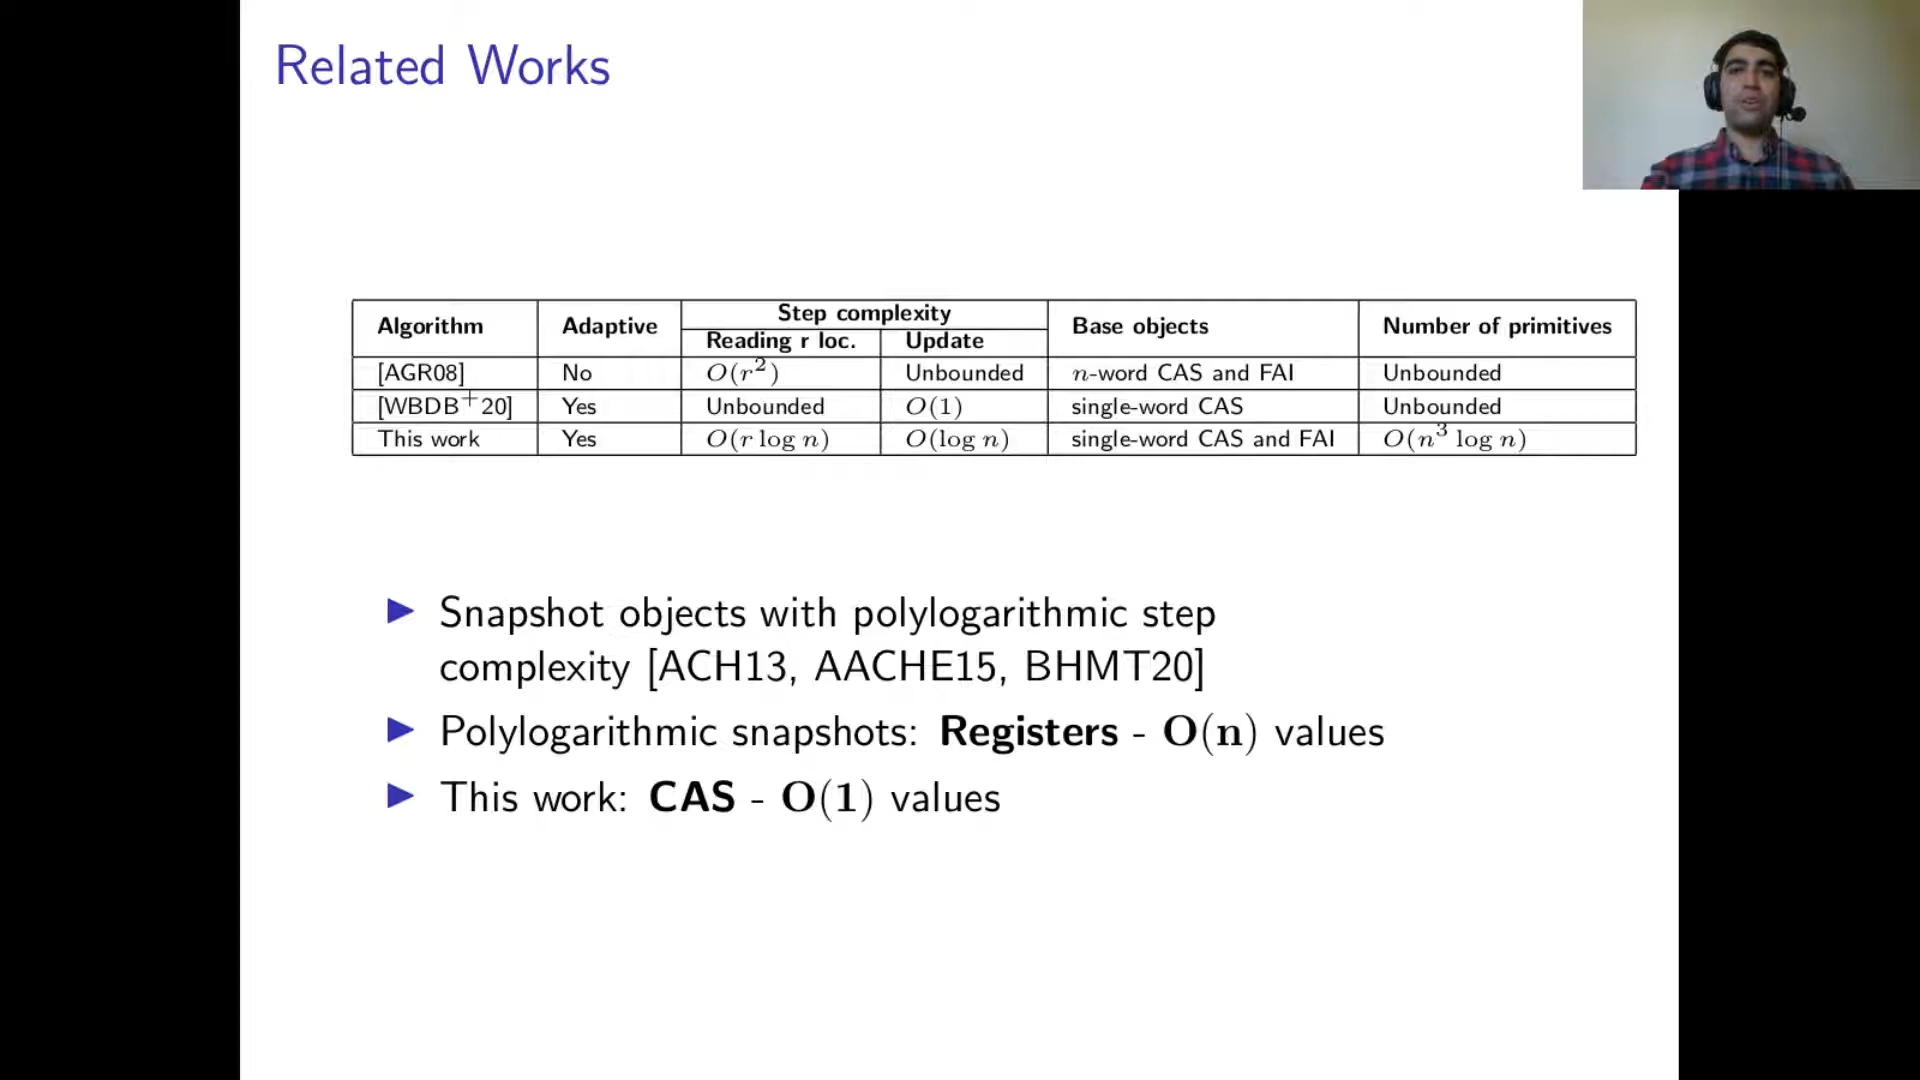 Related Works
Step complexity
Algorithm Adaptive Base objects Number of primitives
Reading r loc. Update
[AGR08] No O(r²) Unbounded n-word CAS and FAI Unbounded
[WBDB⁺20] Yes Unbounded O(1) single-word CAS Unbounded
This work Yes O(r log n) O(log n) single-word CAS and FAI O(n³ log n)
▶ Snapshot objects with polylogarithmic step
complexity [ACH13, AACHE15, BHMT20]
▶ Polylogarithmic snapshots: Registers - O(n) values
▶ This work: CAS - O(1) values